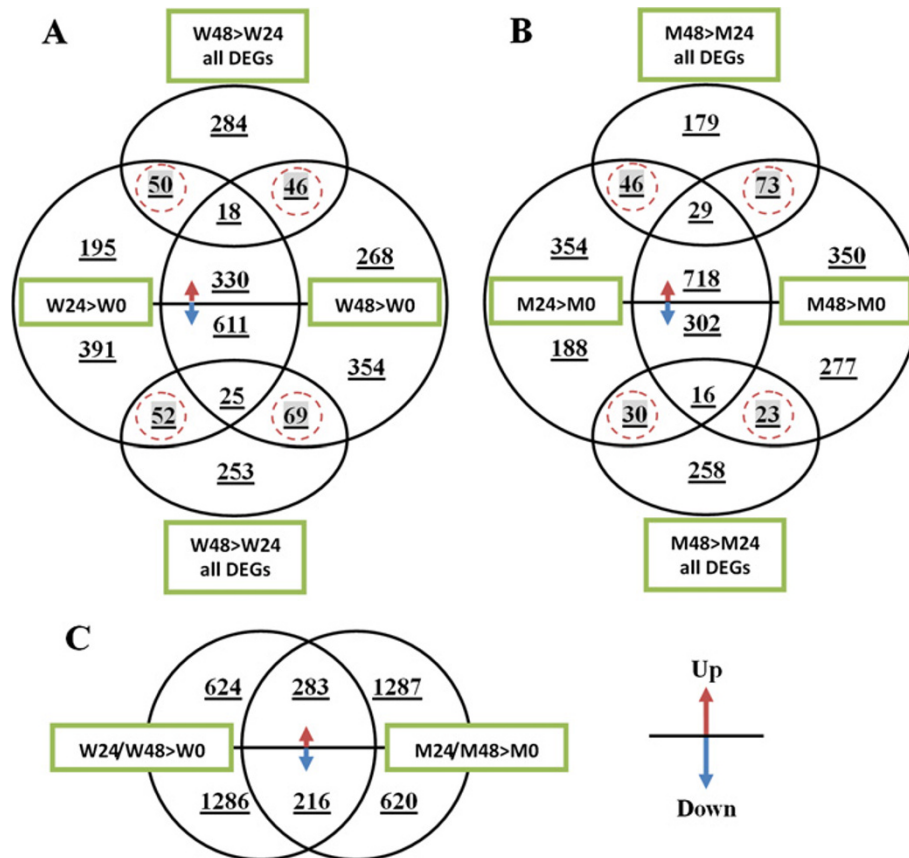 A
W48>W24
all DEGs
284
50
46
18
195
268
330
W24>W0
W48>W0
611
391
354
25
52
69
253
W48>W24
all DEGs
B
M48>M24
all DEGs
179
46
73
29
354
350
718
M24>M0
M48>M0
302
188
277
16
30
23
258
M48>M24
all DEGs
C
624
283
1287
W24/W48>W0
M24/M48>M0
1286
216
620
Up
Down